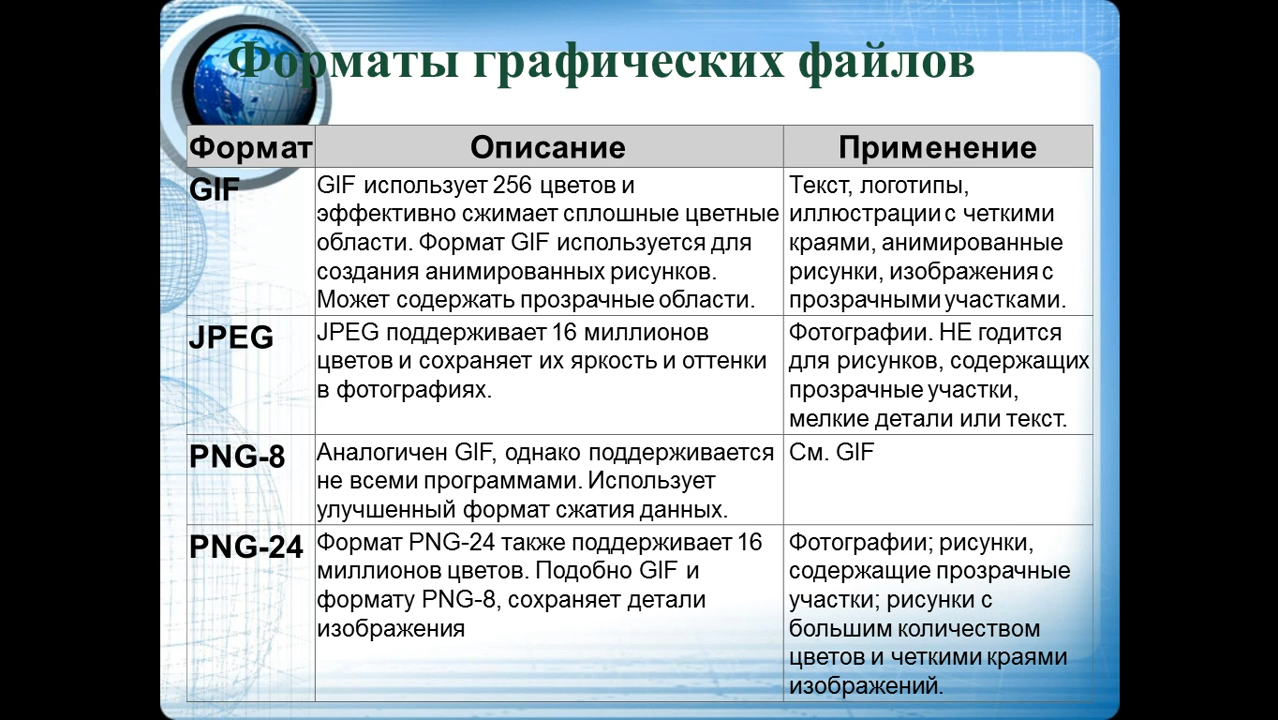 Форматы графических файлов
Формат Описание Применение
GIF
GIF использует 256 цветов и
эффективно сжимает сплошные цветные
области. Формат GIF используется для
создания анимированных рисунков.
Может содержать прозрачные области.
Текст, логотипы,
иллюстрации с четкими
краями, анимированные
рисунки, изображения с
прозрачными участками.
JPEG
JPEG поддерживает 16 миллионов
цветов и сохраняет их яркость и оттенки
в фотографиях.
Фотографии. НЕ годится
для рисунков, содержащих
прозрачные участки,
мелкие детали или текст.
PNG-8
Аналогичен GIF, однако поддерживается
не всеми программами. Использует
улучшенный формат сжатия данных.
См. GIF
PNG-24
Формат PNG-24 также поддерживает 16
миллионов цветов. Подобно GIF и
формату PNG-8, сохраняет детали
изображения
Фотографии; рисунки,
содержащие прозрачные
участки; рисунки с
большим количеством
цветов и четкими краями
изображений.